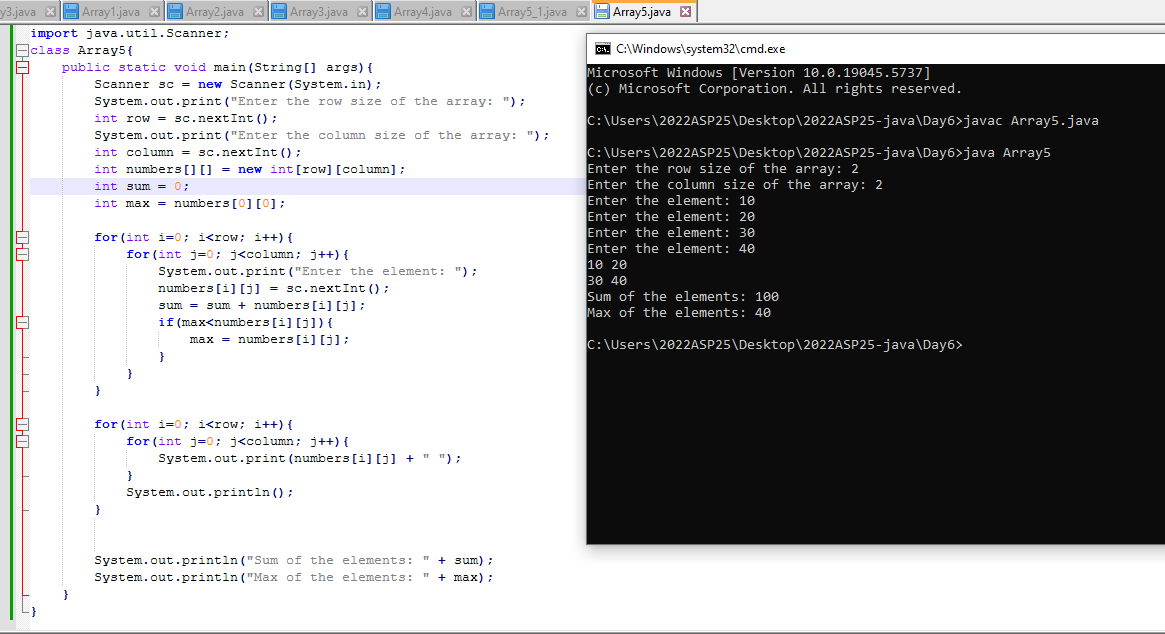 y3.java Array1.java Array2.java Array3.java Array4.java Array5_1.java Array5.java
import java.util.Scanner;
class Array5{
    public static void main(String[] args){
        Scanner sc = new Scanner(System.in);
        System.out.print("Enter the row size of the array: ");
        int row = sc.nextInt();
        System.out.print("Enter the column size of the array: ");
        int column = sc.nextInt();
        int numbers[][] = new int[row][column];
        int sum = 0;
        int max = numbers[0][0];
        for(int i=0; i<row; i++){
            for(int j=0; j<column; j++){
                System.out.print("Enter the element: ");
                numbers[i][j] = sc.nextInt();
                sum = sum + numbers[i][j];
                if(max<numbers[i][j]){
                    max = numbers[i][j];
                }
            }
        }
        for(int i=0; i<row; i++){
            for(int j=0; j<column; j++){
                System.out.print(numbers[i][j] + " ");
            }
            System.out.println();
        }
        System.out.println("Sum of the elements: " + sum);
        System.out.println("Max of the elements: " + max);
    }
}
C:\Windows\system32\cmd.exe
Microsoft Windows [Version 10.0.19045.5737]
(c) Microsoft Corporation. All rights reserved.
C:\Users\2022ASP25\Desktop\2022ASP25-java\Day6>javac Array5.java
C:\Users\2022ASP25\Desktop\2022ASP25-java\Day6>java Array5
Enter the row size of the array: 2
Enter the column size of the array: 2
Enter the element: 10
Enter the element: 20
Enter the element: 30
Enter the element: 40
10 20
30 40
Sum of the elements: 100
Max of the elements: 40
C:\Users\2022ASP25\Desktop\2022ASP25-java\Day6>